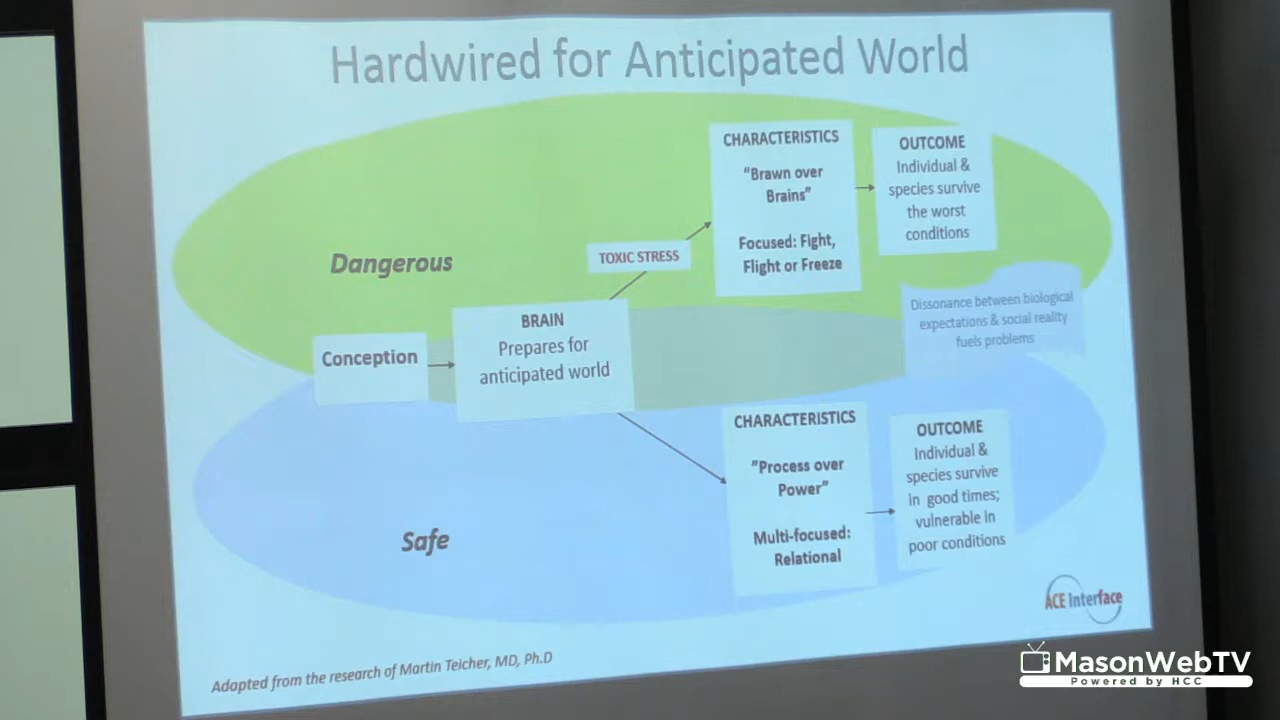 Hardwired for Anticipated World
CHARACTERISTICS
"Brawn over
Brains"
Focused: Fight,
Flight or Freeze
OUTCOME
Individual &
species survive
the worst
conditions
TOXIC STRESS
Dangerous
Dissonance between biological
expectations & social reality
fuels problems
Conception
BRAIN
Prepares for
anticipated world
CHARACTERISTICS
"Process over
Power"
Multi-focused:
Relational
OUTCOME
Individual &
species survive
in good times;
vulnerable in
poor conditions
Safe
ACE Interface
Adapted from the research of Martin Teicher, MD, Ph.D
MasonWebTV
Powered by HCC